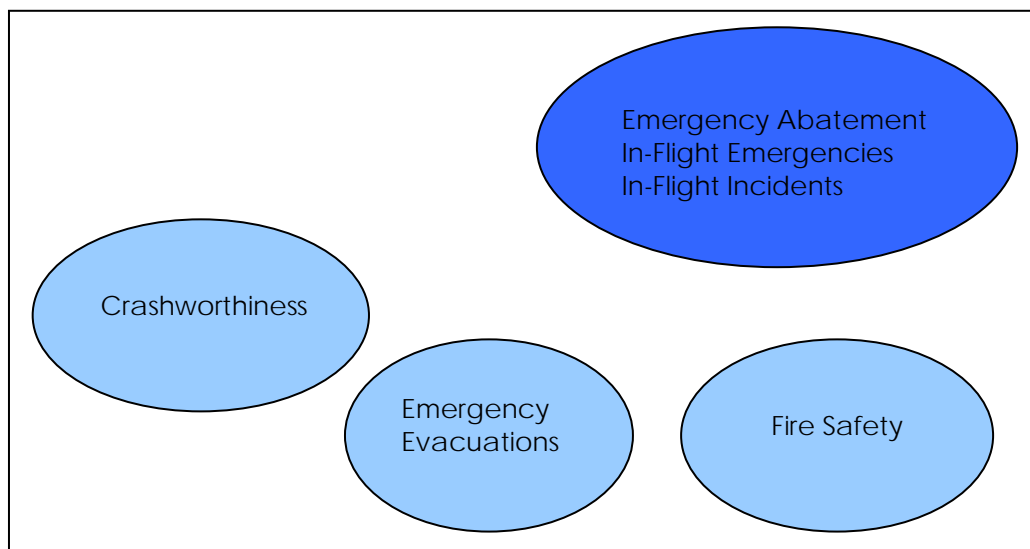 Emergency Abatement
In-Flight Emergencies
In-Flight Incidents
Crashworthiness
Emergency
Evacuations
Fire Safety